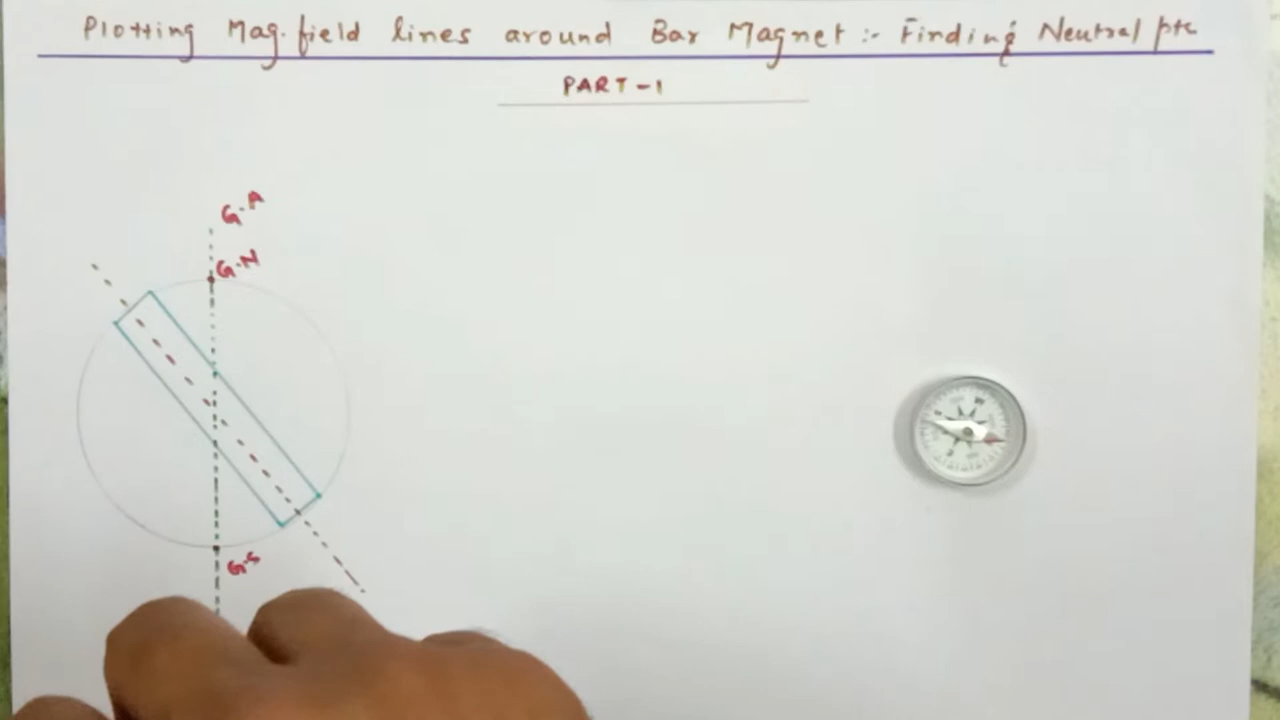 Plotting Mag. field lines around Bar Magnet :- Finding Neutral pts
PART-1
G.A
G.N
G.S